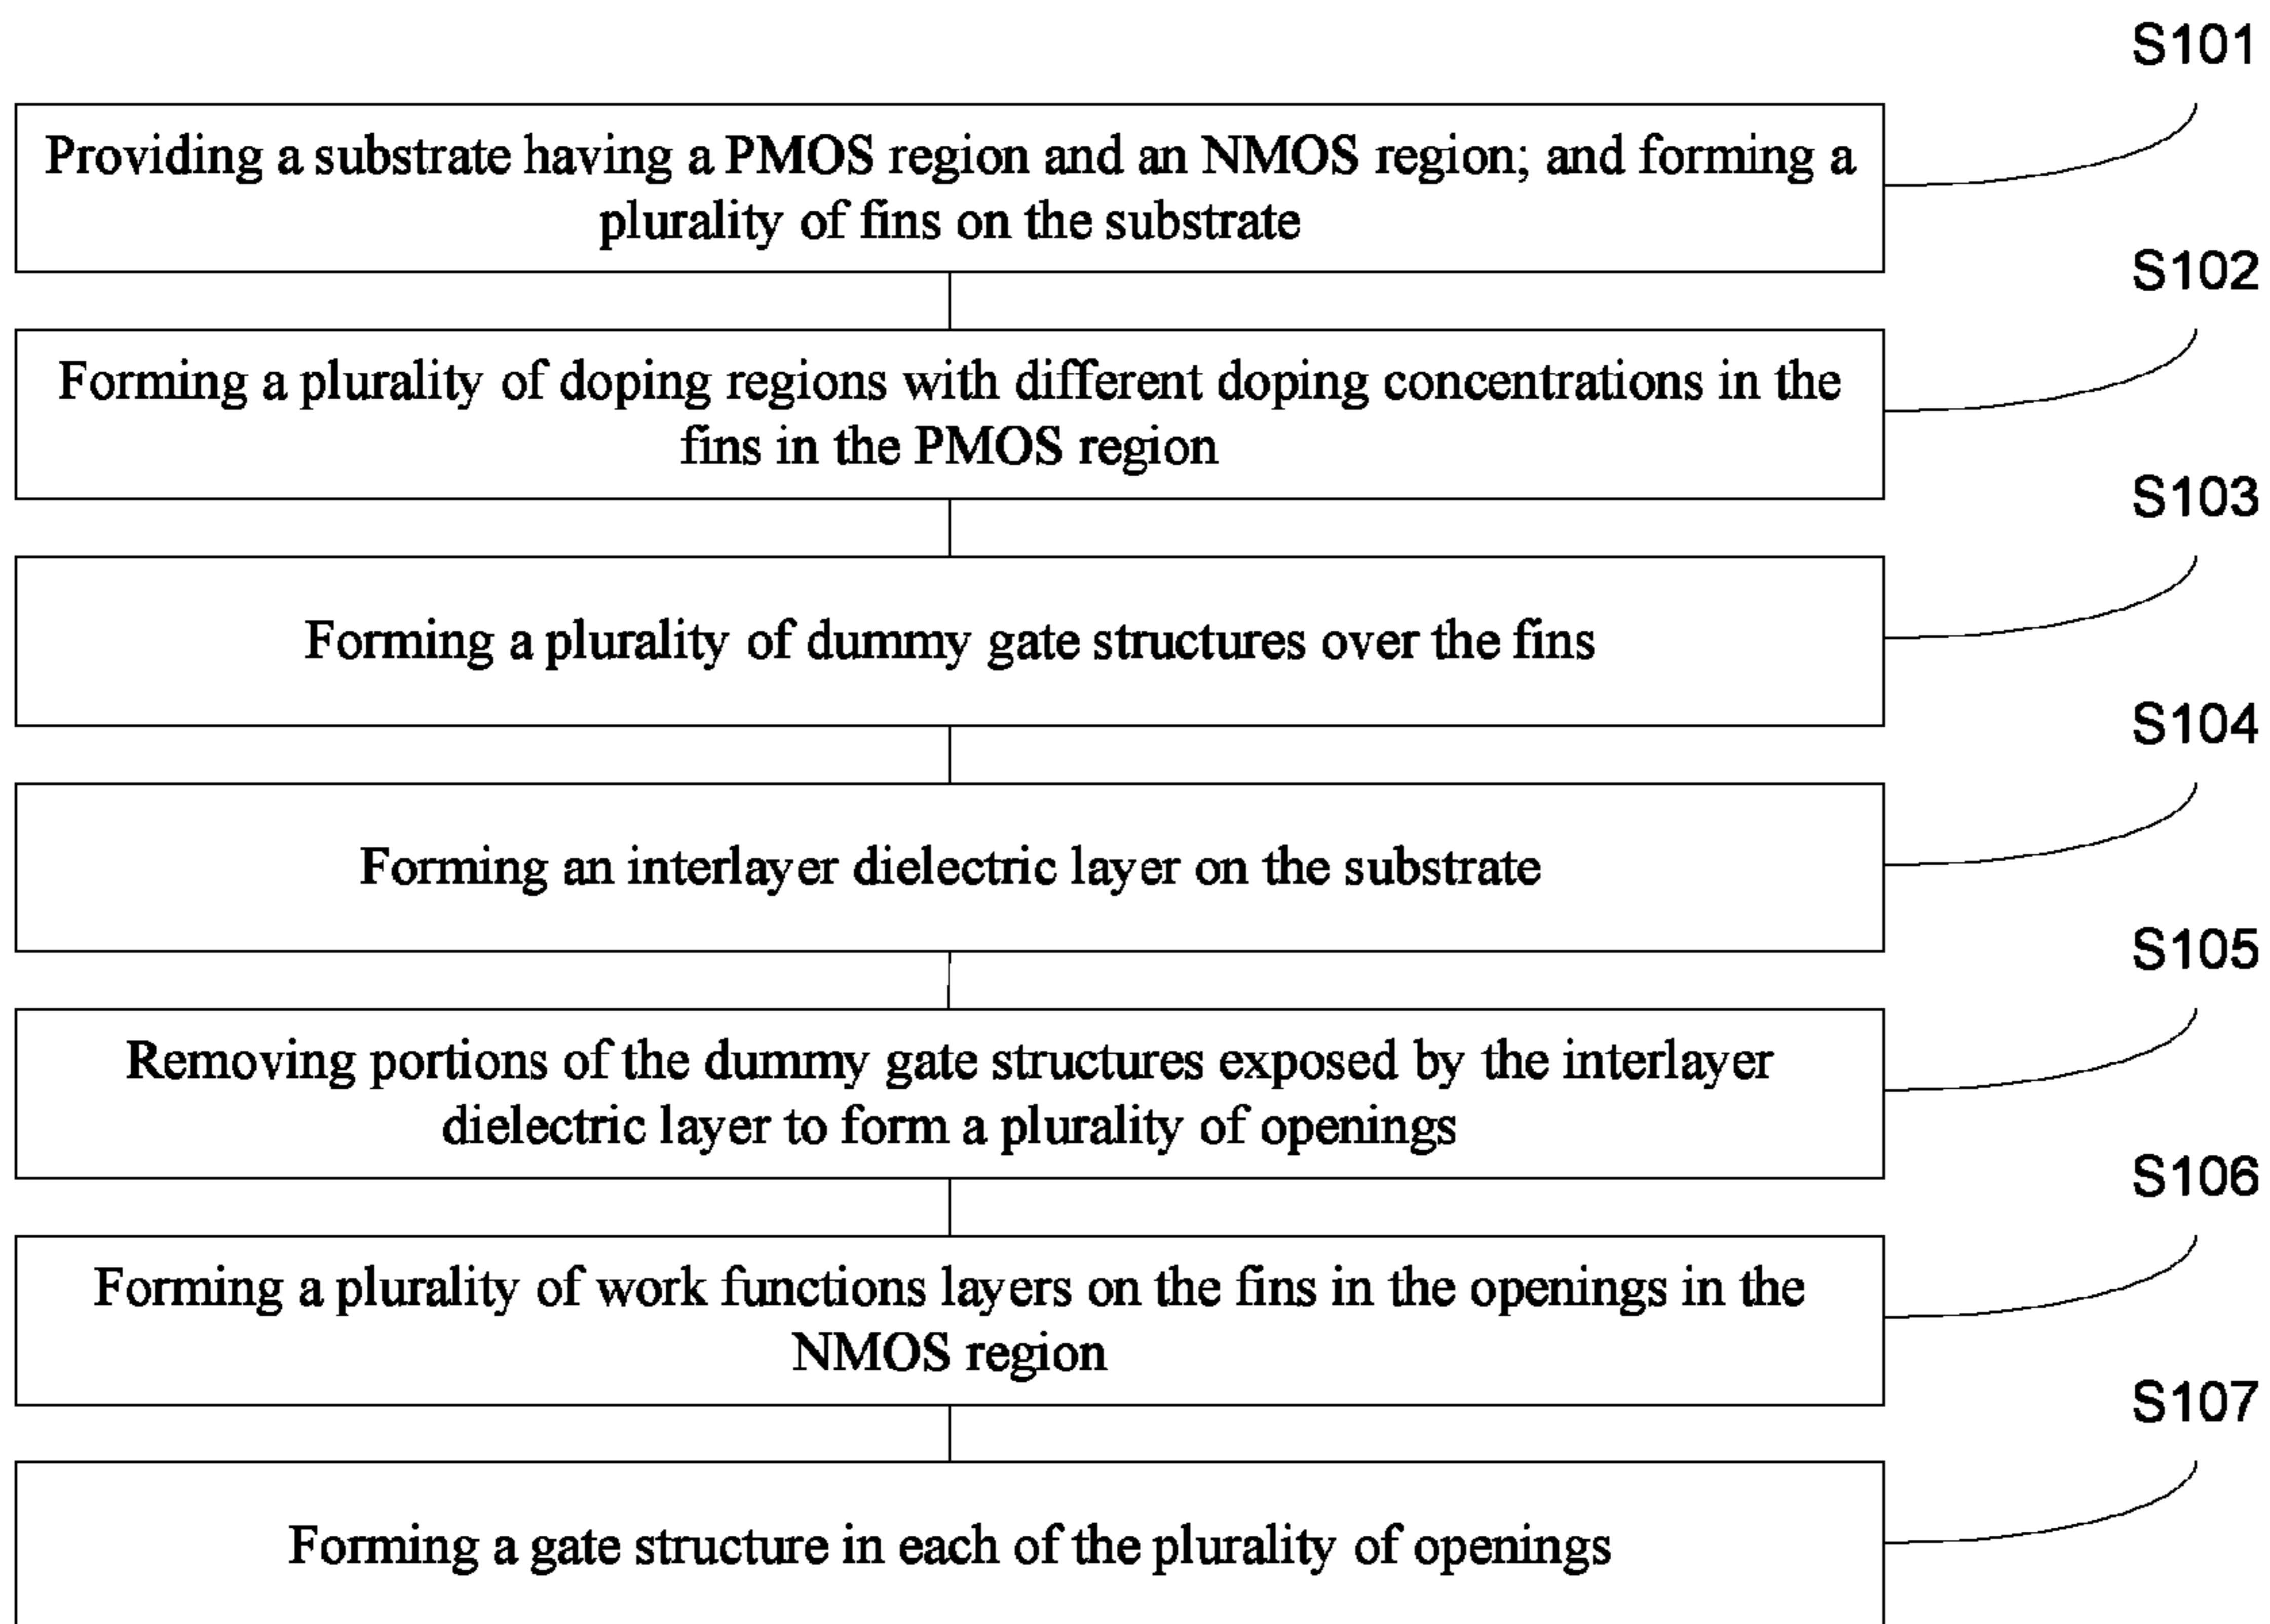 S101
Providing a substrate having a PMOS region and an NMOS region; and forming a
plurality of fins on the substrate
S102
Forming a plurality of doping regions with different doping concentrations in the
fins in the PMOS region
S103
Forming a plurality of dummy gate structures over the fins
S104
Forming an interlayer dielectric layer on the substrate
S105
Removing portions of the dummy gate structures exposed by the interlayer
dielectric layer to form a plurality of openings
S106
Forming a plurality of work functions layers on the fins in the openings in the
NMOS region
S107
Forming a gate structure in each of the plurality of openings